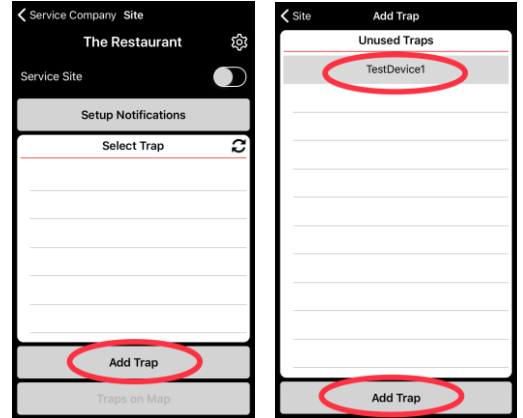 Service Company Site
The Restaurant
Service Site
Setup Notifications
Select Trap
Add Trap
Traps on Map
Site Add Trap
Unused Traps
TestDevice1
Add Trap